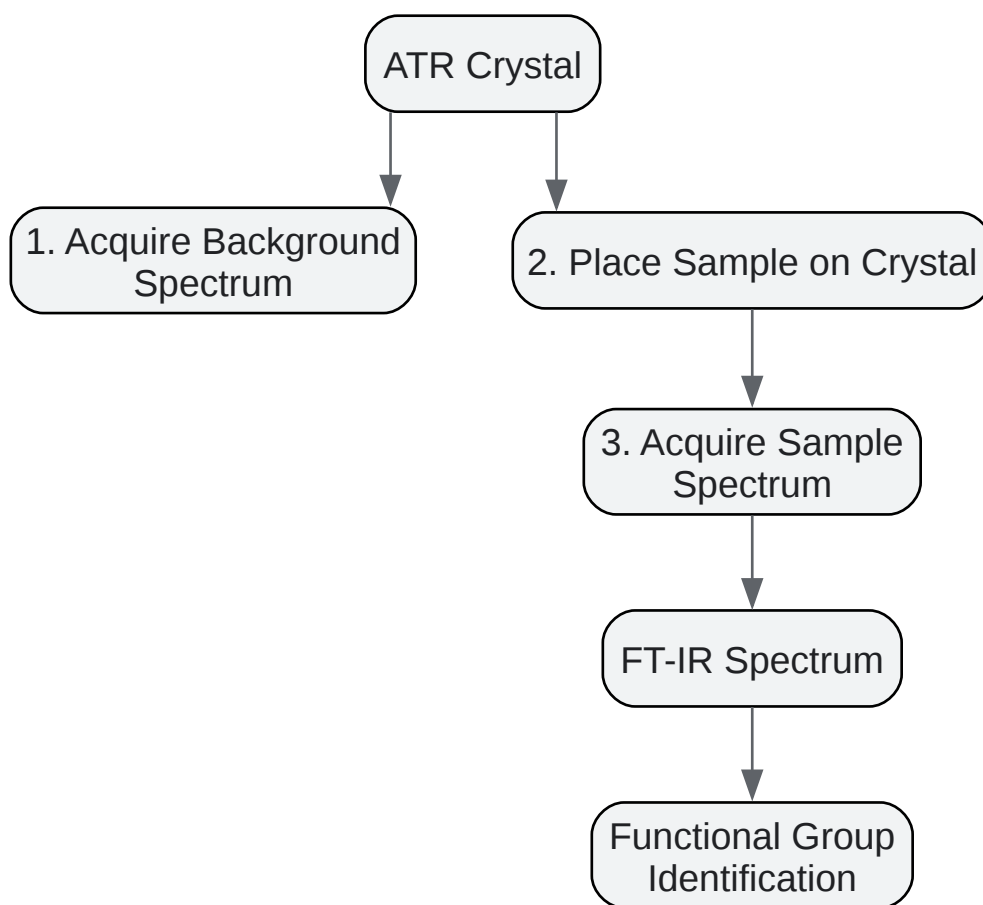 ATR Crystal
1. Acquire Background
Spectrum
2. Place Sample on Crystal
3. Acquire Sample
Spectrum
FT-IR Spectrum
Functional Group
Identification